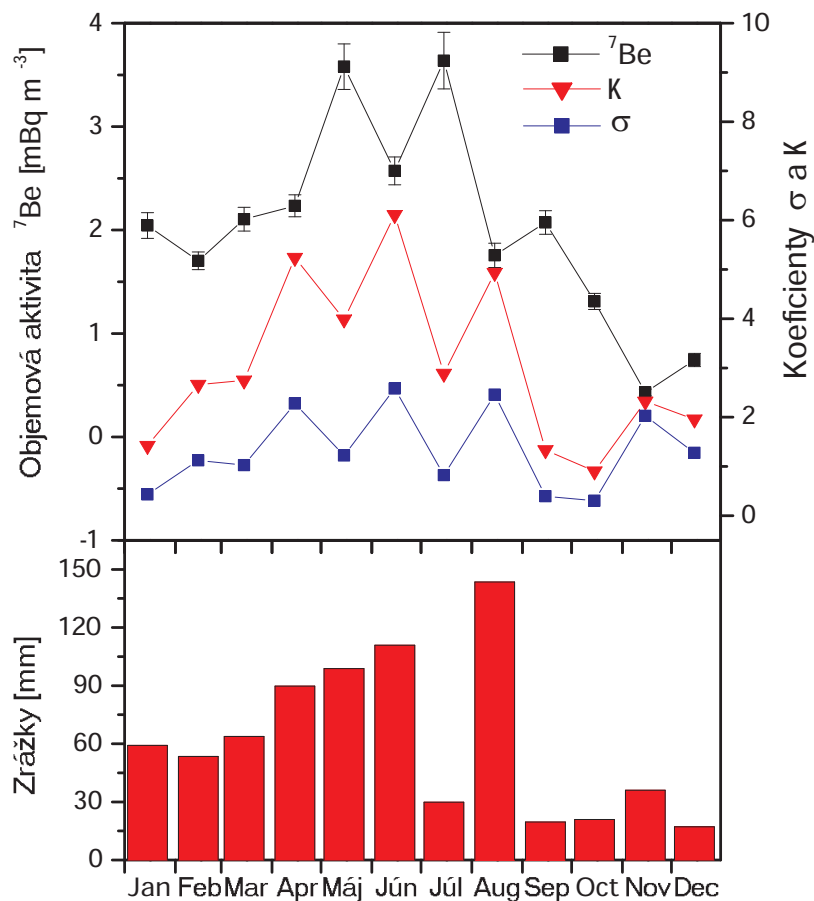 Objemová aktivita ⁷Be [mBq m⁻³]
4
3
2
1
0
-1
⁷Be
K
σ
10
8
6
4
2
0
Koeficienty σ a K
Zrážky [mm]
150
120
90
60
30
0
Jan Feb Mar Apr Máj Jún Júl Aug Sep Oct Nov Dec